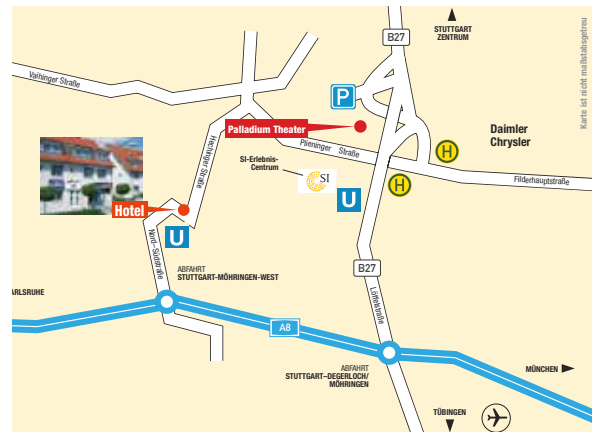 B27
STUTTGART
ZENTRUM
Karte ist nicht maßstabsgetreu
Vaihinger Straße
P
Palladium Theater
Daimler
Chrysler
Hechinger Straße
Plieninger Straße
H
SI-Erlebnis-
Centrum
SI
H
Filderhauptstraße
U
Hotel
U
Nord-Südstraße
ABFAHRT
STUTTGART-MÖHRINGEN-WEST
B27
ARLSRUHE
Löffelstraße
A8
ABFAHRT
STUTTGART–DEGERLOCH/
MÖHRINGEN
MÜNCHEN
TÜBINGEN